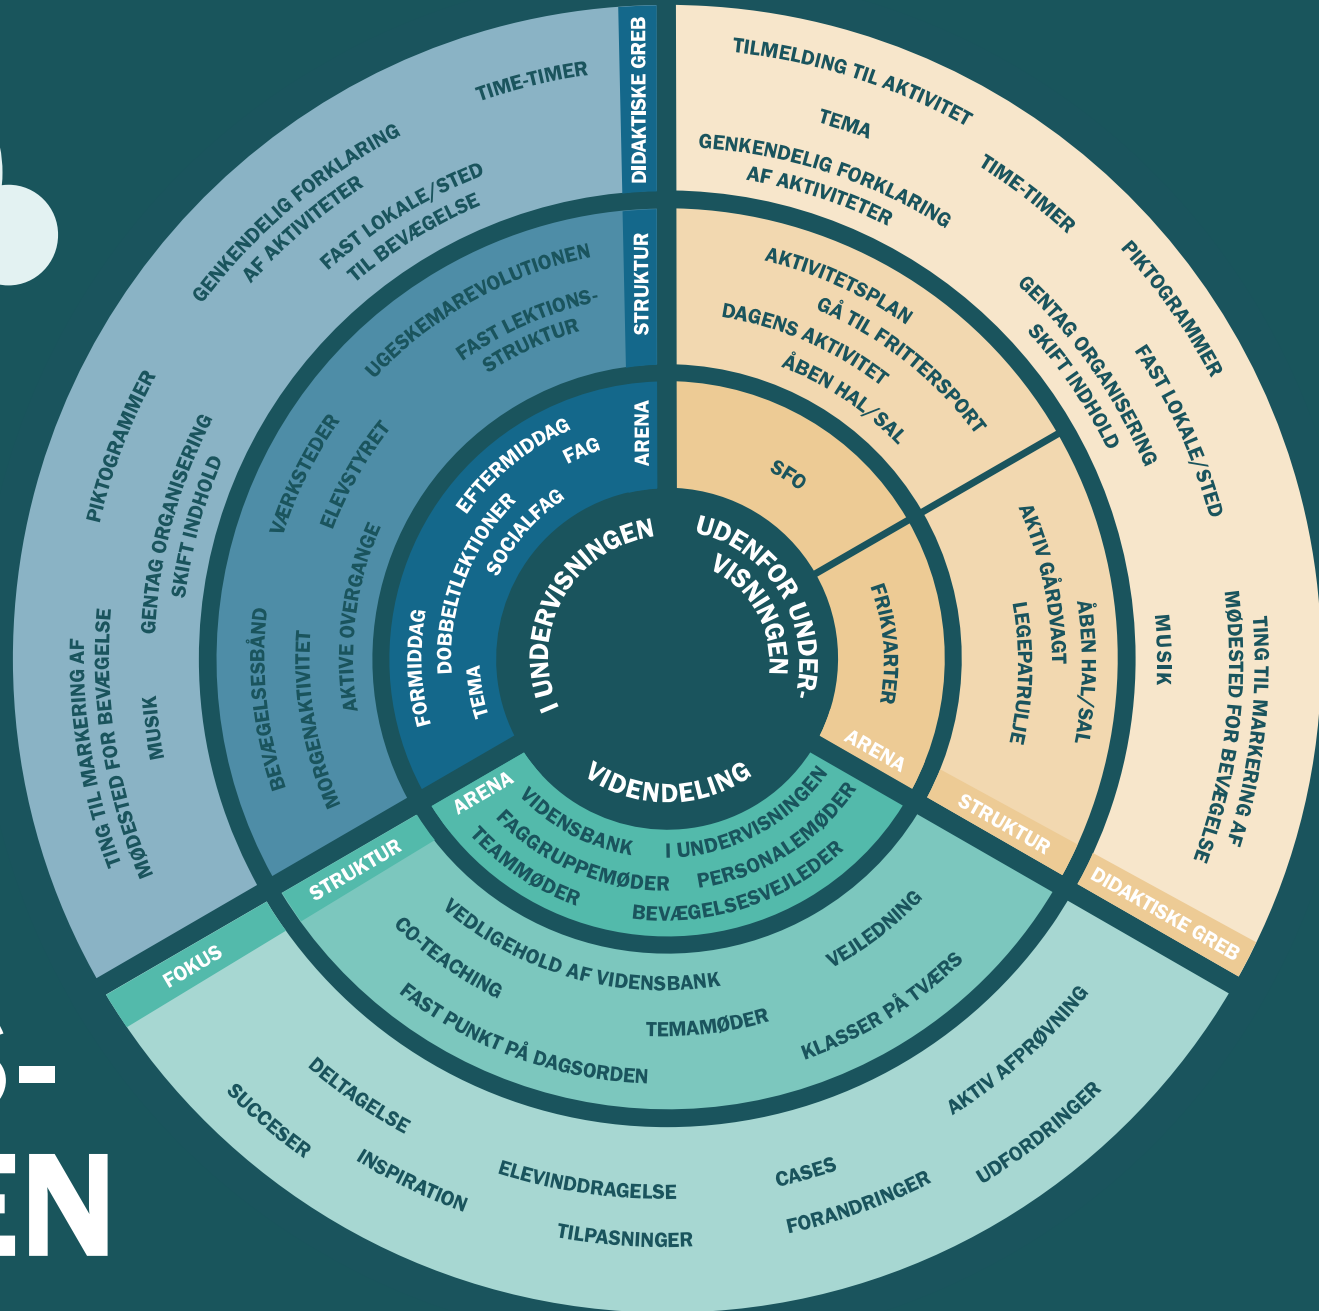 I UNDERVISNINGEN
ARENA
EFTERMIDDAG
FAG
DOBBELTLEKTIONER
SOCIALFAG
FORMIDDAG
TEMA
STRUKTUR
UGESKEMAREVOLUTIONEN
FAST LEKTIONS-
STRUKTUR
VÆRKSTEDER
ELEVSTYRET
AKTIVE OVERGANGE
BEVÆGELSESBÅND
MORGENAKTIVITET
DIDAKTISKE GREB
TIME-TIMER
GENKENDELIG FORKLARING
AF AKTIVITETER
FAST LOKALE/STED
TIL BEVÆGELSE
PIKTOGRAMMER
GENTAG ORGANISERING
SKIFT INDHOLD
TING TIL MARKERING AF
MØDESTED FOR BEVÆGELSE
MUSIK
UDENFOR UNDER-
VISNINGEN
SFO
FRIKVARTER
ARENA
AKTIVITETSPLAN
GÅ TIL FRITTERSPORT
DAGENS AKTIVITET
ÅBEN HAL/SAL
AKTIV GÅRDVAGT
ÅBEN HAL/SAL
LEGEPATRULJE
STRUKTUR
TILMELDING TIL AKTIVITET
TEMA
GENKENDELIG FORKLARING
AF AKTIVITETER
TIME-TIMER
PIKTOGRAMMER
GENTAG ORGANISERING
SKIFT INDHOLD
FAST LOKALE/STED
MUSIK
TING TIL MARKERING AF
MØDESTED FOR BEVÆGELSE
DIDAKTISKE GREB
VIDENDELING
ARENA
VIDENSBANK
I UNDERVISNINGEN
FAGGRUPPEMØDER
PERSONALEMØDER
TEAMMØDER
BEVÆGELSESVEJLEDER
STRUKTUR
VEDLIGEHOLD AF VIDENSBANK
VEJLEDNING
CO-TEACHING
TEMAMØDER
KLASSER PÅ TVÆRS
FAST PUNKT PÅ DAGSORDEN
FOKUS
DELTAGELSE
SUCCESER
INSPIRATION
ELEVINDDRAGELSE
TILPASNINGER
CASES
FORANDRINGER
AKTIV AFPRØVNING
UDFORDRINGER